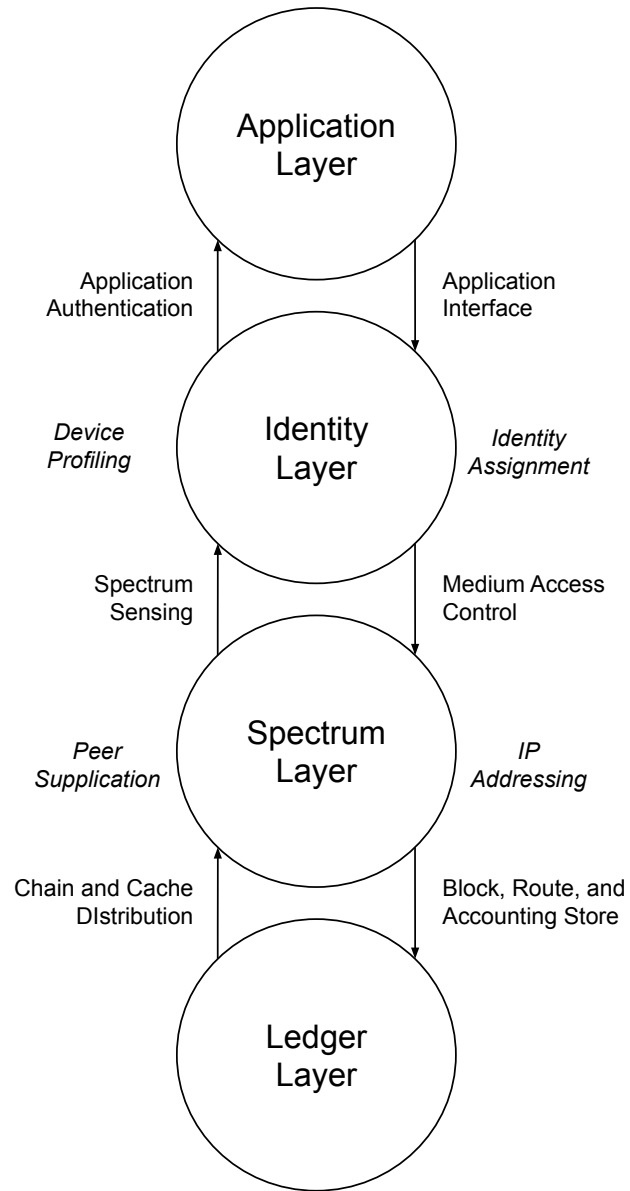 Application
Layer
Application
Authentication
Application
Interface
Device
Profiling
Identity
Layer
Identity
Assignment
Spectrum
Sensing
Medium Access
Control
Peer
Supplication
Spectrum
Layer
IP
Addressing
Chain and Cache
DIstribution
Block, Route, and
Accounting Store
Ledger
Layer